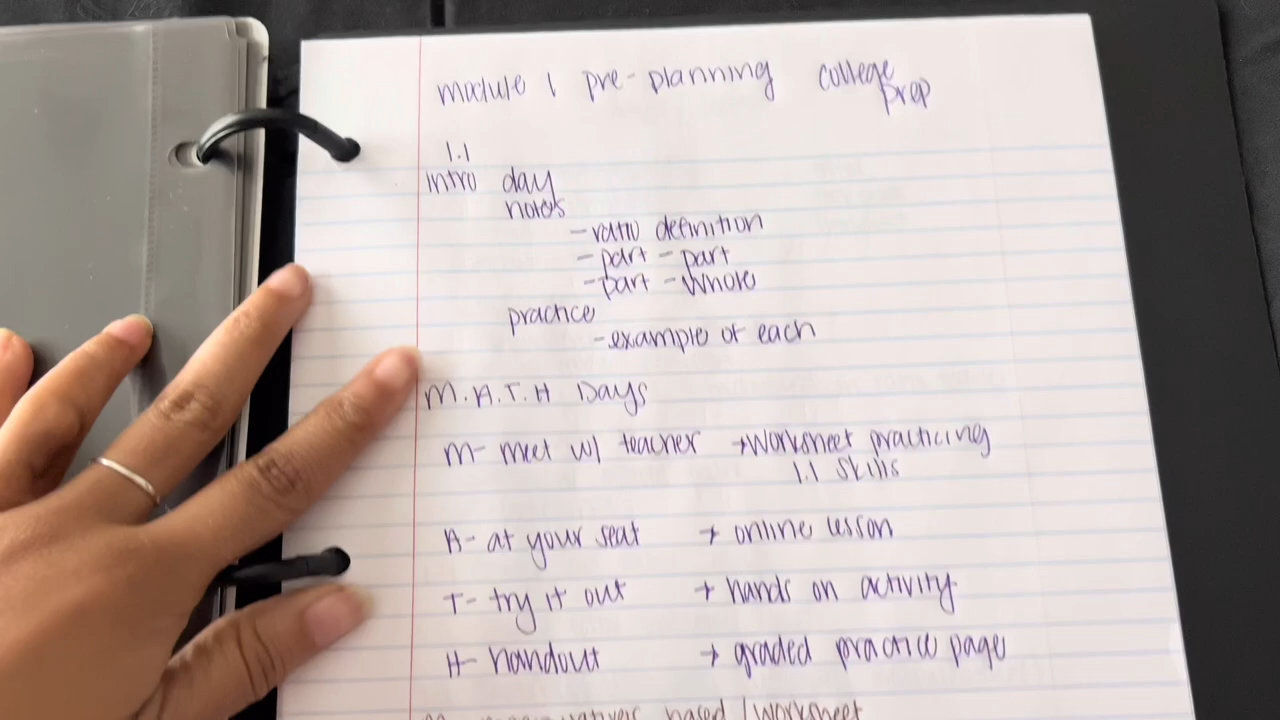 module 1 pre-planning college prep
1.1
intro day
notes
- ratio definition
- part - part
- part - whole
practice
- example of each
M.A.T.H Days
M- meet w/ teacher → worksheet practicing
1.1 skills
A- at your seat → online lesson
T- try it out → hands on activity
H- handout → graded practice page
based / worksheet